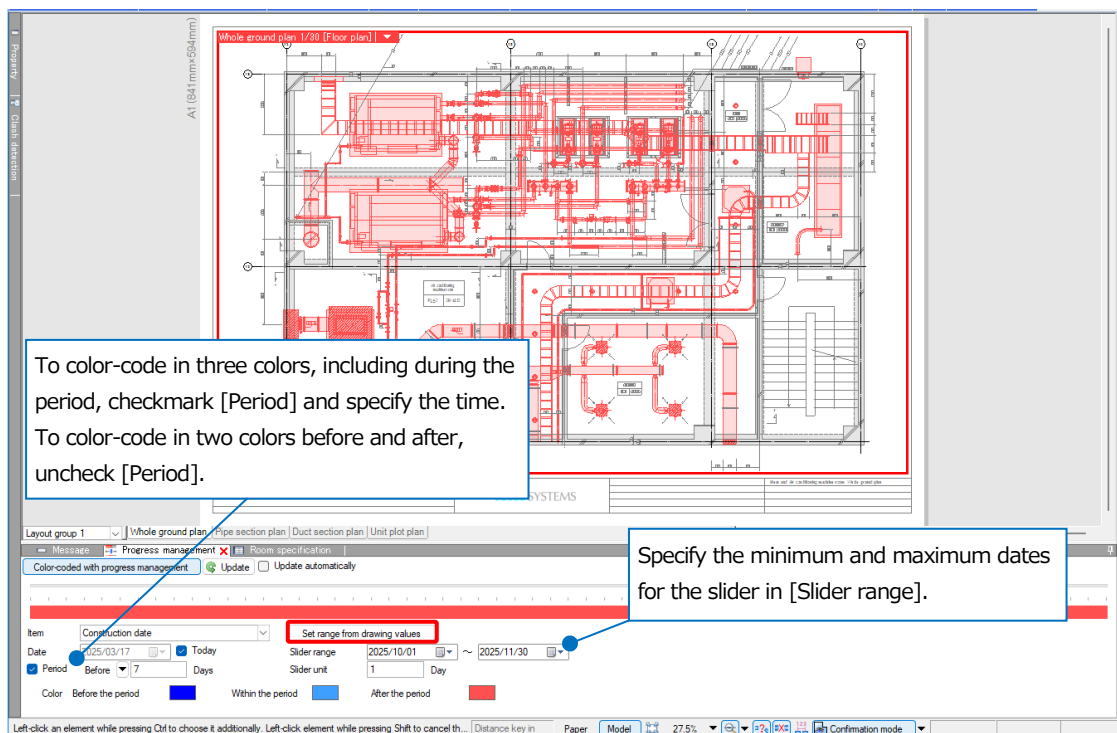 Property
Clash detection
A1 (841mm×594mm)
Whole ground plan 1/30 [Floor plan]
To color-code in three colors, including during the
period, checkmark [Period] and specify the time.
To color-code in two colors before and after,
uncheck [Period].
SYSTEMS
Layout group 1
Whole ground plan
Pipe section plan
Duct section plan
Unit plot plan
Message
Progress management
Room specification
Color-coded with progress management
Update
Update automatically
Specify the minimum and maximum dates
for the slider in [Slider range].
Item
Construction date
Set range from drawing values
Date
2025/03/17
Today
Slider range
2025/10/01
～
2025/11/30
Period
Before
7
Days
Slider unit
1
Day
Color
Before the period
Within the period
After the period
Left-click an element while pressing Ctrl to choose it additionally. Left-click element while pressing Shift to cancel th...
Distance key in
Paper
Model
27.5%
Confirmation mode